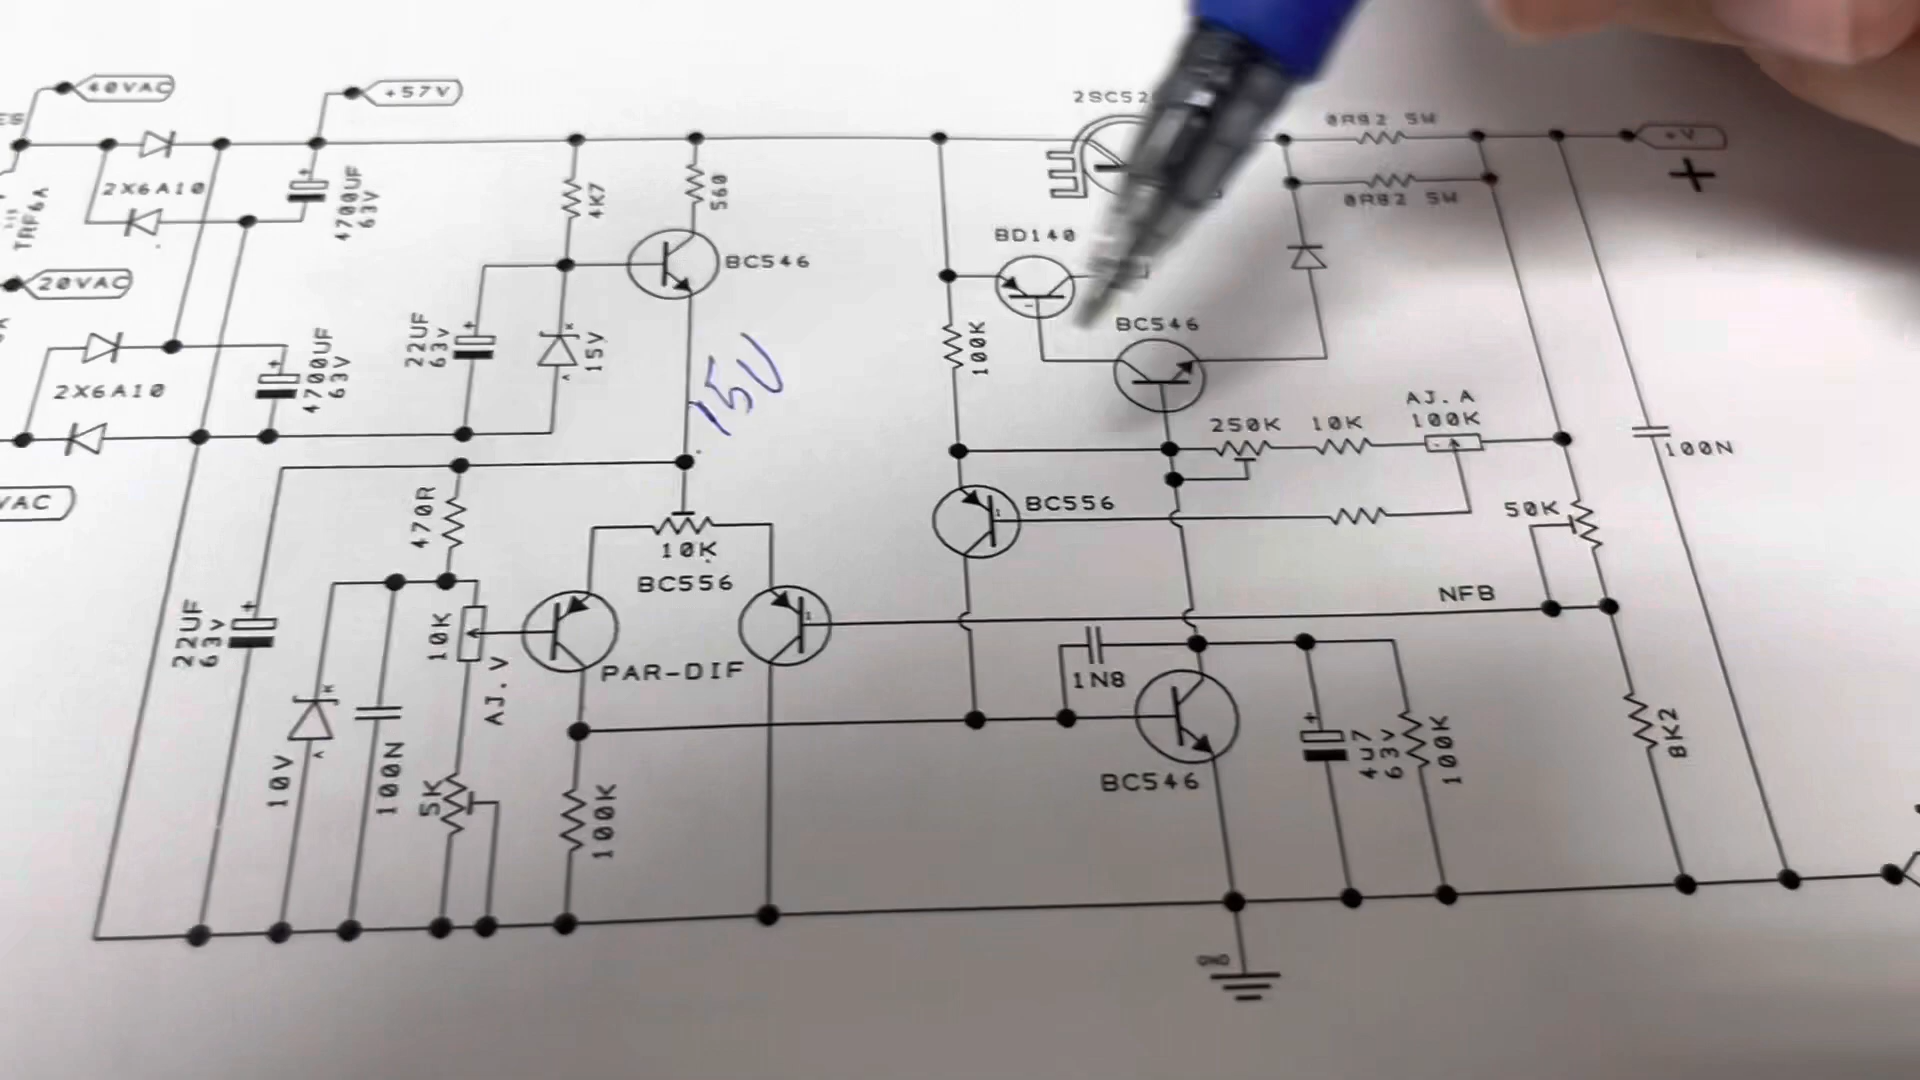 40VAC
+57V
2SC52
0R82 5W
+V
+
2X6A10
4700UF
63V
4K7
560
0R82 5W
TRF6A
BD140
BC546
20VAC
BC546
22UF
63V
15V
15V
100K
4700UF
63V
2X6A10
AJ.A
250K
10K
100K
100N
VAC
470R
BC556
50K
10K
BC556
NFB
22UF
63V
10K
PAR-DIF
1N8
AJ.V
10V
100N
5K
100K
BC546
4U7
63V
100K
8K2
GND